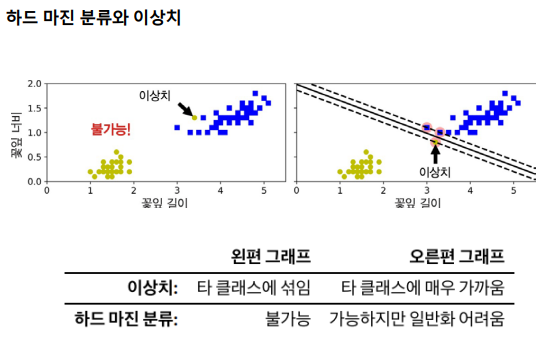 하드 마진 분류와 이상치
2.0
1.5
1.0
0.5
0.0
꽃잎 너비
이상치
불가능!
0 1 2 3 4 5
꽃잎 길이
이상치
0 1 2 3 4 5
꽃잎 길이
왼편 그래프 오른편 그래프
이상치: 타 클래스에 섞임 타 클래스에 매우 가까움
하드 마진 분류: 불가능 가능하지만 일반화 어려움